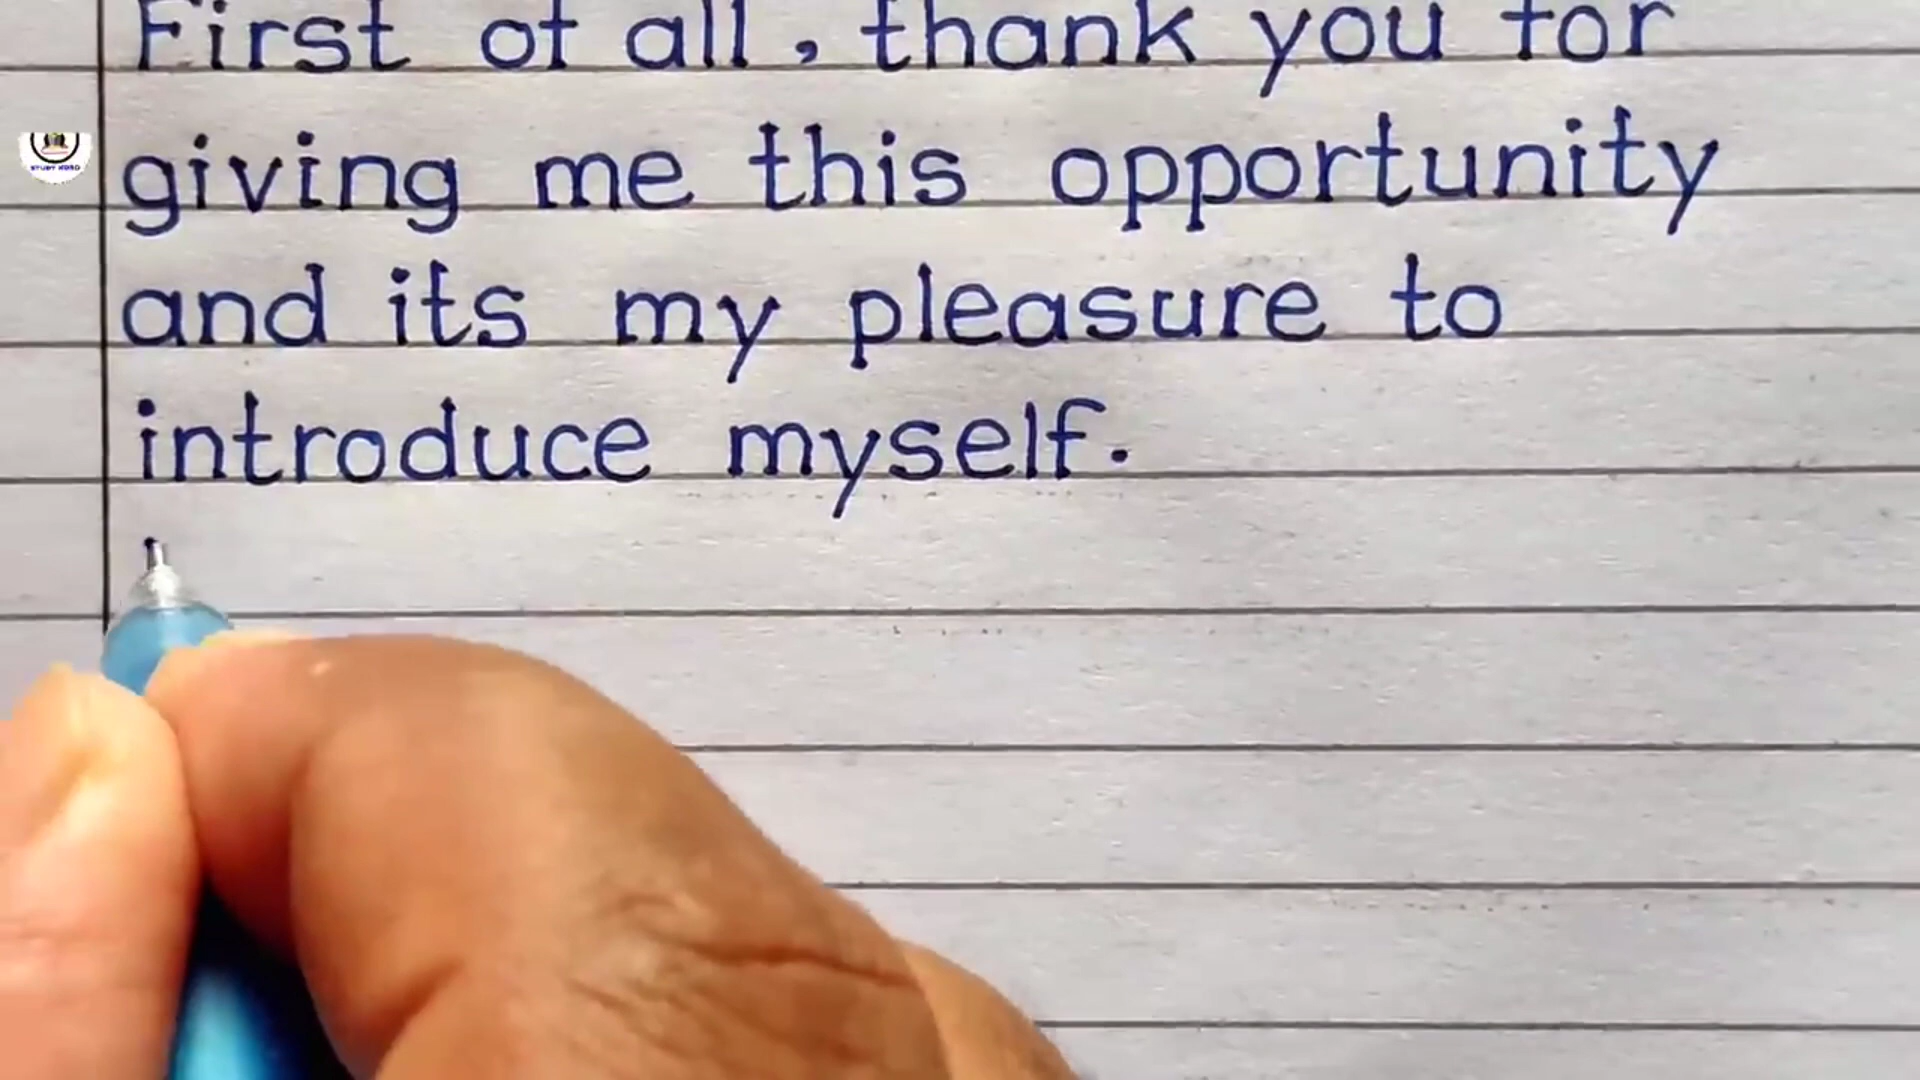 First of all, thank you for
giving me this opportunity
and its my pleasure to
introduce myself.